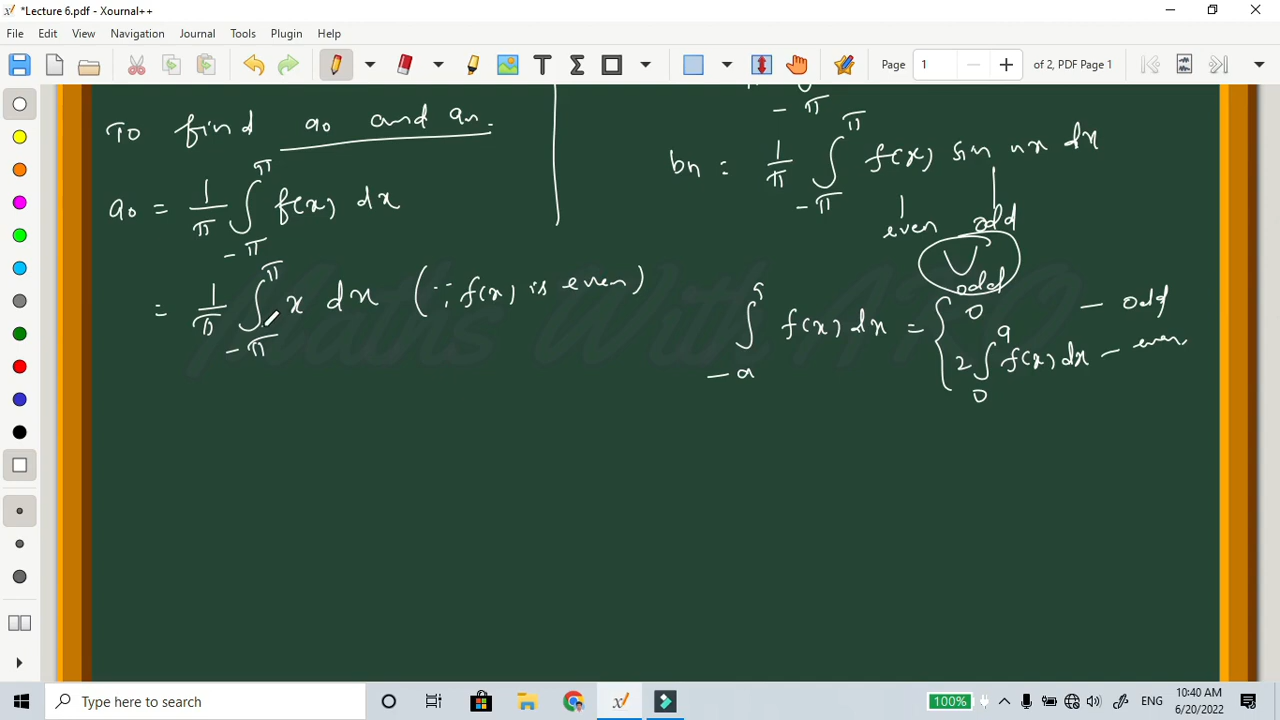 *Lecture 6.pdf - Xournal++
File Edit View Navigation Journal Tools Plugin Help
Page 1 of 2, PDF Page 1
To find a₀ and aₙ.
a₀ = 1/π ∫_{-π}^{π} f(x) dx
= 1/π ∫_{-π}^{π} x dx (∵ f(x) is even)
- π
bn = 1/π ∫_{-π}^{π} f(x) sin nx dx
even odd
odd
∫_{-a}^{a} f(x) dx = { 0 - odd
2 ∫_{0}^{a} f(x) dx - even.
Maths With
Type here to search
100%
ENG
10:40 AM
6/20/2022